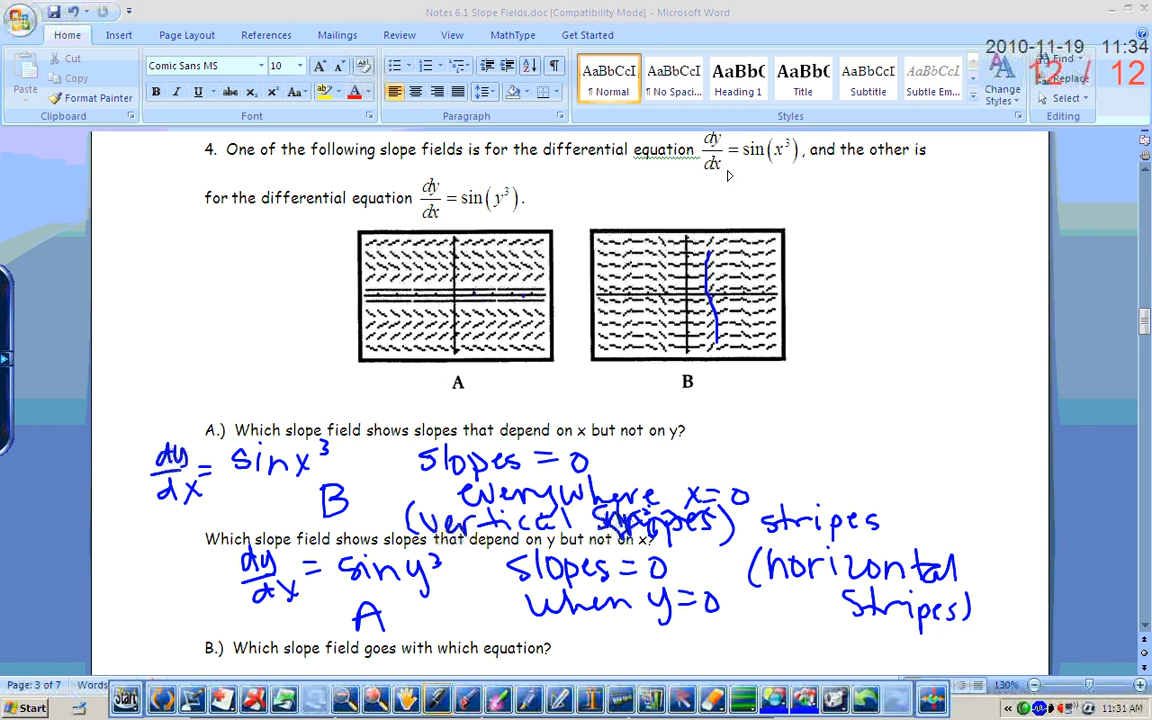 Notes 6.1 Slope Fields.doc [Compatibility Mode] - Microsoft Word
Home Insert Page Layout References Mailings Review View MathType Get Started
2010-11-19 11:34
12 / 12
Paste
Cut
Copy
Format Painter
Clipboard
Comic Sans MS 10
Font
Paragraph
AaBbCcI AaBbCcI AaBbC AaBbC AaBbCcI AaBbCcI
¶ Normal ¶ No Spaci... Heading 1 Title Subtitle Subtle Em...
Styles
Change Styles
Find
Replace
Select
Editing
4. One of the following slope fields is for the differential equation dy/dx = sin(x³), and the other is
for the differential equation dy/dx = sin(y³).
A B
A.) Which slope field shows slopes that depend on x but not on y?
dy/dx = sin x³ slopes = 0
B everywhere x=0
(vertical stripes) stripes
Which slope field shows slopes that depend on y but not on x?
dy/dx = sin y³ slopes = 0 (horizontal
A when y=0 stripes)
B.) Which slope field goes with which equation?
Page: 3 of 7 Words 130%
Start Start 11:31 AM